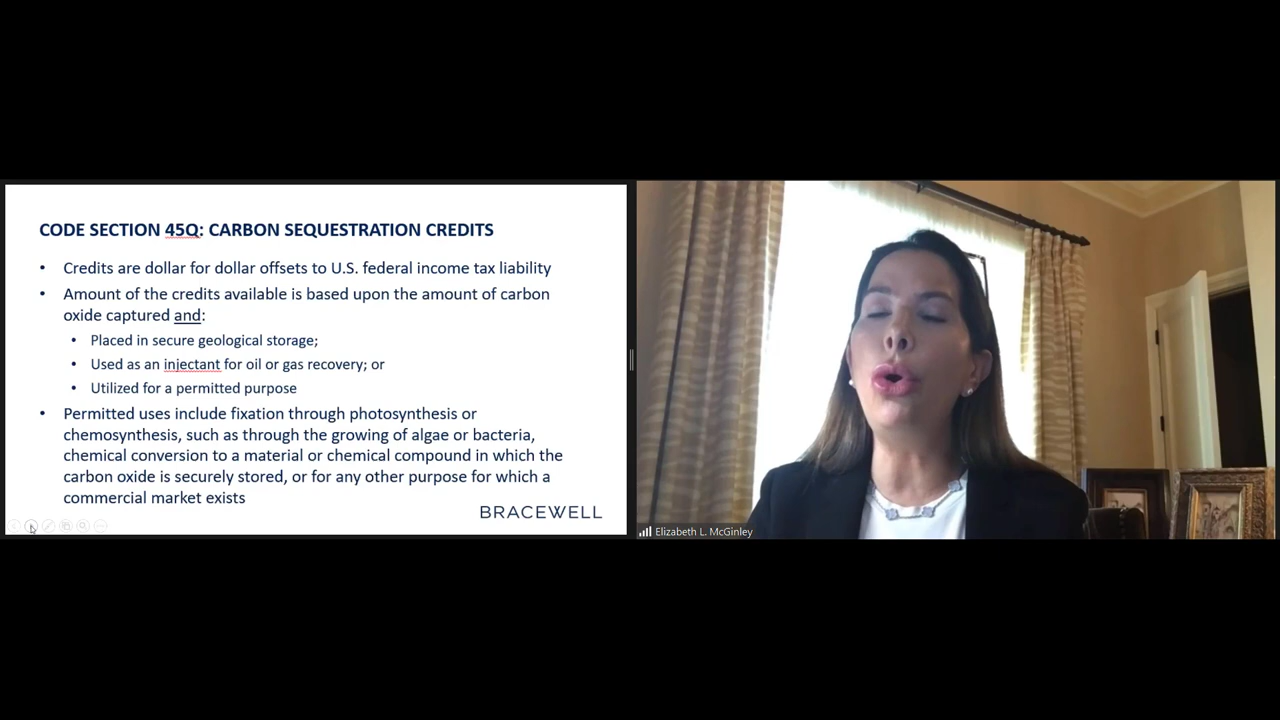 CODE SECTION 45Q: CARBON SEQUESTRATION CREDITS
• Credits are dollar for dollar offsets to U.S. federal income tax liability
• Amount of the credits available is based upon the amount of carbon
oxide captured and:
• Placed in secure geological storage;
• Used as an injectant for oil or gas recovery; or
• Utilized for a permitted purpose
• Permitted uses include fixation through photosynthesis or
chemosynthesis, such as through the growing of algae or bacteria,
chemical conversion to a material or chemical compound in which the
carbon oxide is securely stored, or for any other purpose for which a
commercial market exists
BRACEWELL
Elizabeth L. McGinley